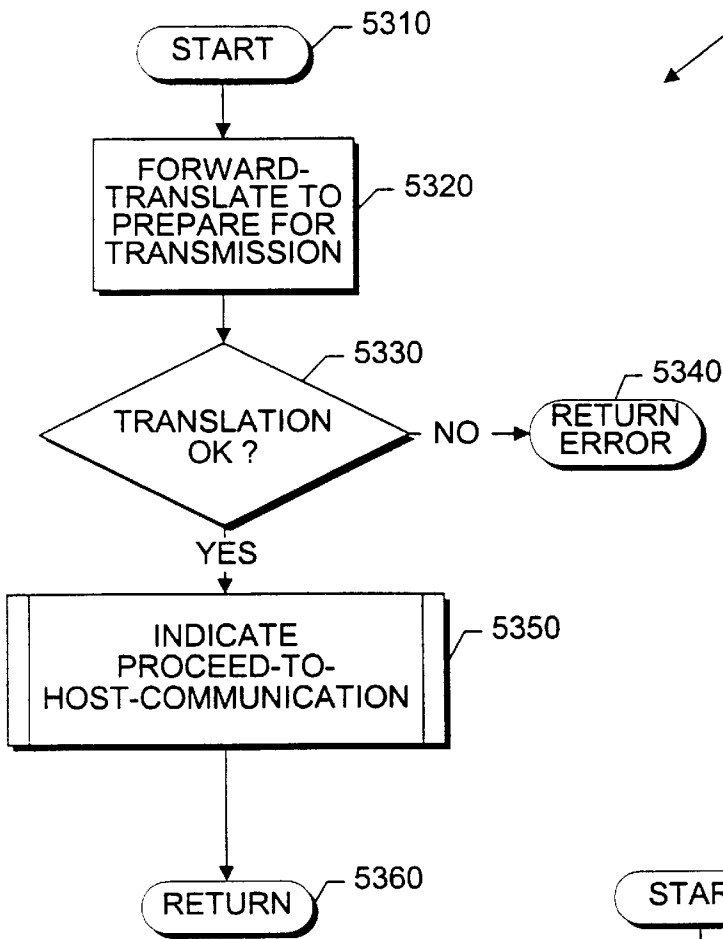 START
5310
FORWARD-
TRANSLATE TO
PREPARE FOR
TRANSMISSION
5320
5330
TRANSLATION
OK ?
NO
5340
RETURN
ERROR
YES
INDICATE
PROCEED-TO-
HOST-COMMUNICATION
5350
RETURN
5360